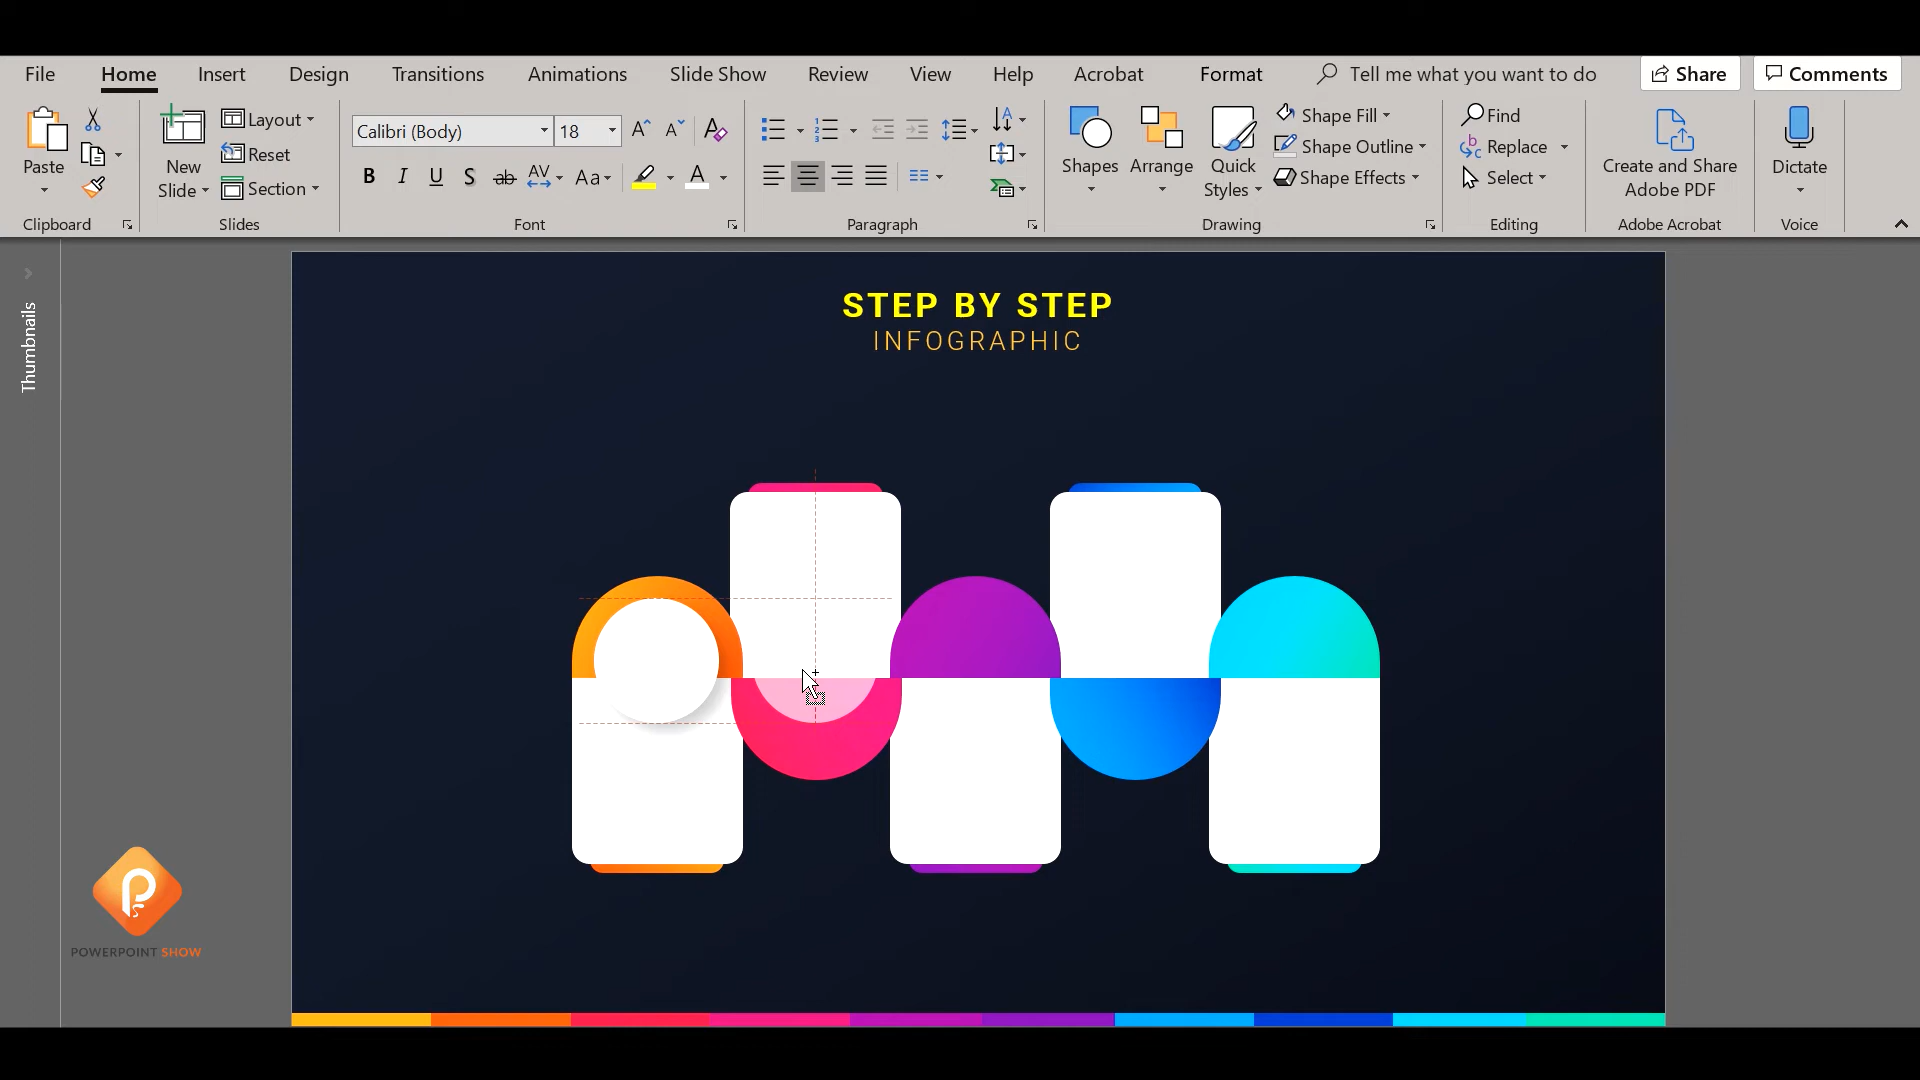 File Home Insert Design Transitions Animations Slide Show Review View Help Acrobat Format Tell me what you want to do Share Comments
Paste
Clipboard
New Slide
Layout
Reset
Section
Slides
Calibri (Body) 18
B I U S ab AV Aa A
Font
Paragraph
Shapes
Arrange
Quick Styles
Shape Fill
Shape Outline
Shape Effects
Drawing
Find
Replace
Select
Editing
Create and Share
Adobe PDF
Adobe Acrobat
Dictate
Voice
Thumbnails
STEP BY STEP
INFOGRAPHIC
POWERPOINT SHOW